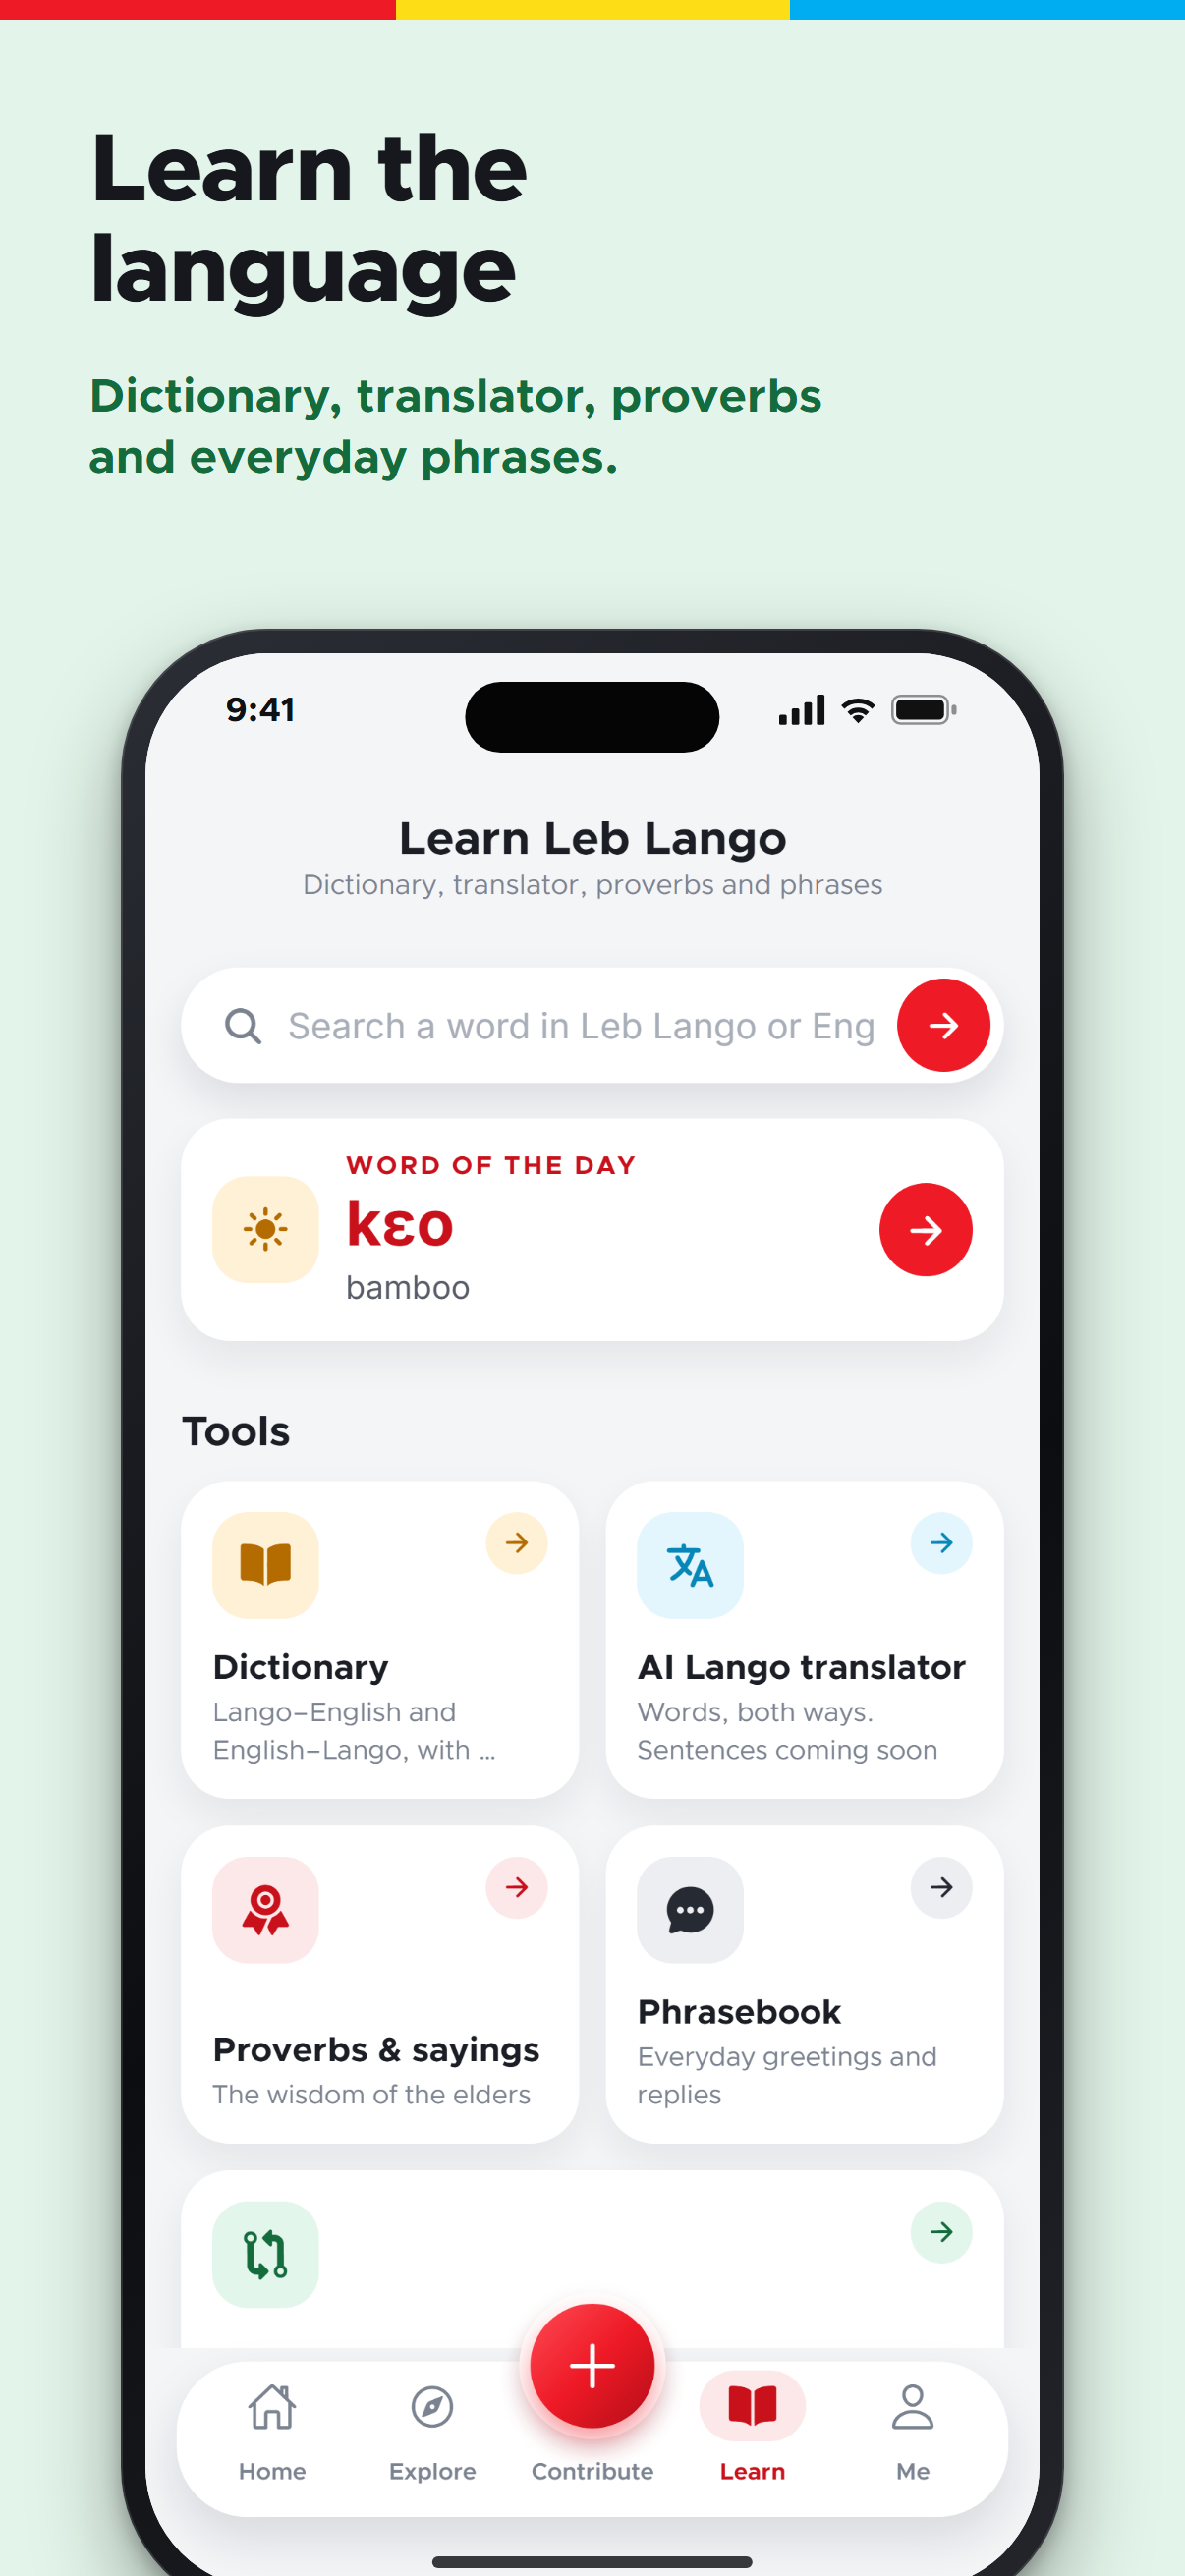 Learn the
language
Dictionary, translator, proverbs
and everyday phrases.
9:41
Learn Leb Lango
Dictionary, translator, proverbs and phrases
Search a word in Leb Lango or Eng
WORD OF THE DAY
kɛo
bamboo
Tools
Dictionary
Lango–English and
English–Lango, with ...
AI Lango translator
Words, both ways.
Sentences coming soon
Proverbs & sayings
The wisdom of the elders
Phrasebook
Everyday greetings and
replies
Home
Explore
Contribute
Learn
Me